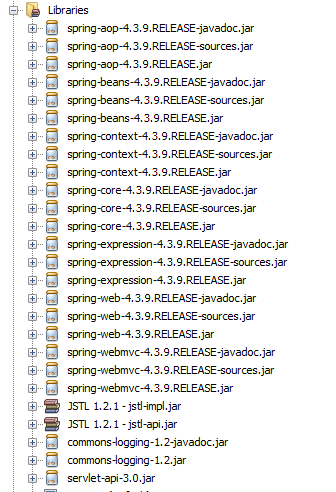 Libraries
spring-aop-4.3.9.RELEASE-javadoc.jar
spring-aop-4.3.9.RELEASE-sources.jar
spring-aop-4.3.9.RELEASE.jar
spring-beans-4.3.9.RELEASE-javadoc.jar
spring-beans-4.3.9.RELEASE-sources.jar
spring-beans-4.3.9.RELEASE.jar
spring-context-4.3.9.RELEASE-javadoc.jar
spring-context-4.3.9.RELEASE-sources.jar
spring-context-4.3.9.RELEASE.jar
spring-core-4.3.9.RELEASE-javadoc.jar
spring-core-4.3.9.RELEASE-sources.jar
spring-core-4.3.9.RELEASE.jar
spring-expression-4.3.9.RELEASE-javadoc.jar
spring-expression-4.3.9.RELEASE-sources.jar
spring-expression-4.3.9.RELEASE.jar
spring-web-4.3.9.RELEASE-javadoc.jar
spring-web-4.3.9.RELEASE-sources.jar
spring-web-4.3.9.RELEASE.jar
spring-webmvc-4.3.9.RELEASE-javadoc.jar
spring-webmvc-4.3.9.RELEASE-sources.jar
spring-webmvc-4.3.9.RELEASE.jar
JSTL 1.2.1 - jstl-impl.jar
JSTL 1.2.1 - jstl-api.jar
commons-logging-1.2-javadoc.jar
commons-logging-1.2.jar
servlet-api-3.0.jar